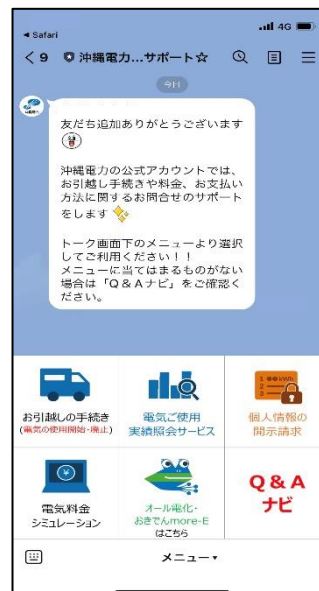 ◀ Safari
4G
< 9 沖縄電力...サポート☆
今日
友だち追加ありがとうございます
沖縄電力の公式アカウントでは、
お引越し手続きや料金、お支払い
方法に関するお問合せのサポート
をします✨
トーク画面下のメニューより選択
してご利用ください！！
メニューに当てはまるものがない
場合は「Q＆Aナビ」をご確認く
ださい。
お引越しの手続き
(電気の使用開始・廃止)
電気ご使用
実績照会サービス
個人情報の
開示請求
電気料金
シミュレーション
オール電化・
おきでんmore-E
はこちら
Q & A
ナビ
メニュー▾